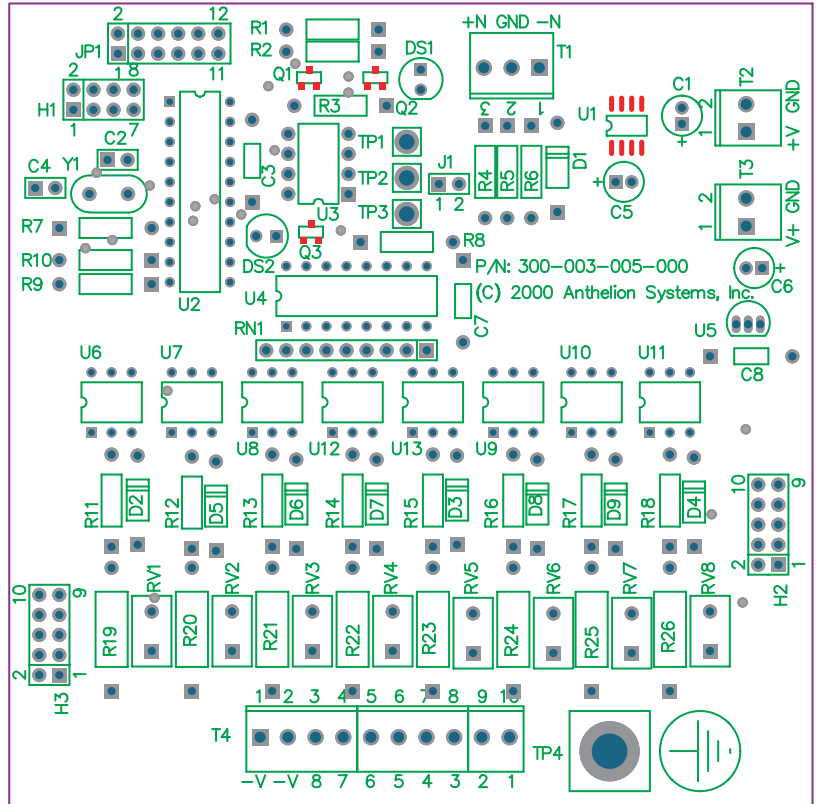 2 12
R1
+N GND -N
JP1
R2
DS1
T1
1 11
Q1
2 8
H1
R3
Q2
3 2 1
U1
C1
+
2 GND
T2
1 +V
1 7
C2
Y1
C4
C3
TP1
TP2
TP3
J1
1 2
R4
R5
R6
D1
+
C5
T3
2 GND
1 V+
U3
R7
R10
R9
DS2
Q3
R8
U2
U4
P/N: 300-003-005-000
(C) 2000 Anthelion Systems, Inc.
+
C6
RN1
C7
U5
C8
U6
U7
U10
U11
U8
U12
U13
U9
R11
D2
R12
D5
R13
D6
R14
D7
R15
D3
R16
D8
R17
D9
R18
D4
10 9
2 1
H2
RV1
RV2
RV3
RV4
RV5
RV6
RV7
RV8
10 9
2 1
H3
R19
R20
R21
R22
R23
R24
R25
R26
1 2 3 4 5 6 7 8 9 10
T4
TP4
-V -V 8 7 6 5 4 3 2 1